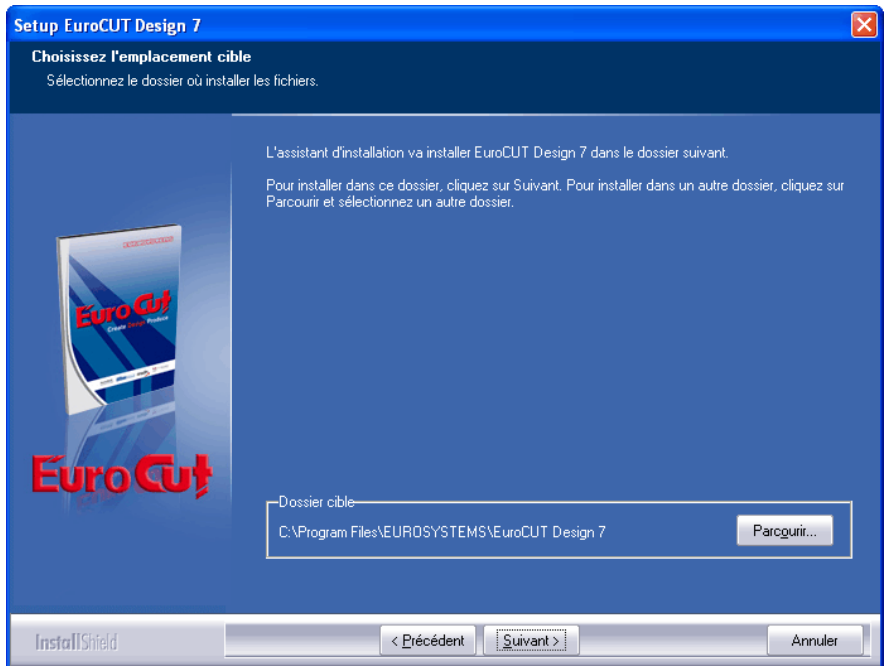 Setup EuroCUT Design 7
Choisissez l'emplacement cible
Sélectionnez le dossier où installer les fichiers.
L'assistant d'installation va installer EuroCUT Design 7 dans le dossier suivant.
Pour installer dans ce dossier, cliquez sur Suivant. Pour installer dans un autre dossier, cliquez sur
Parcourir et sélectionnez un autre dossier.
Euro Cut
Create Design Produce
Euro Cut
Dossier cible
C:\Program Files\EUROSYSTEMS\EuroCUT Design 7
Parcourir...
InstallShield
< Précédent
Suivant >
Annuler